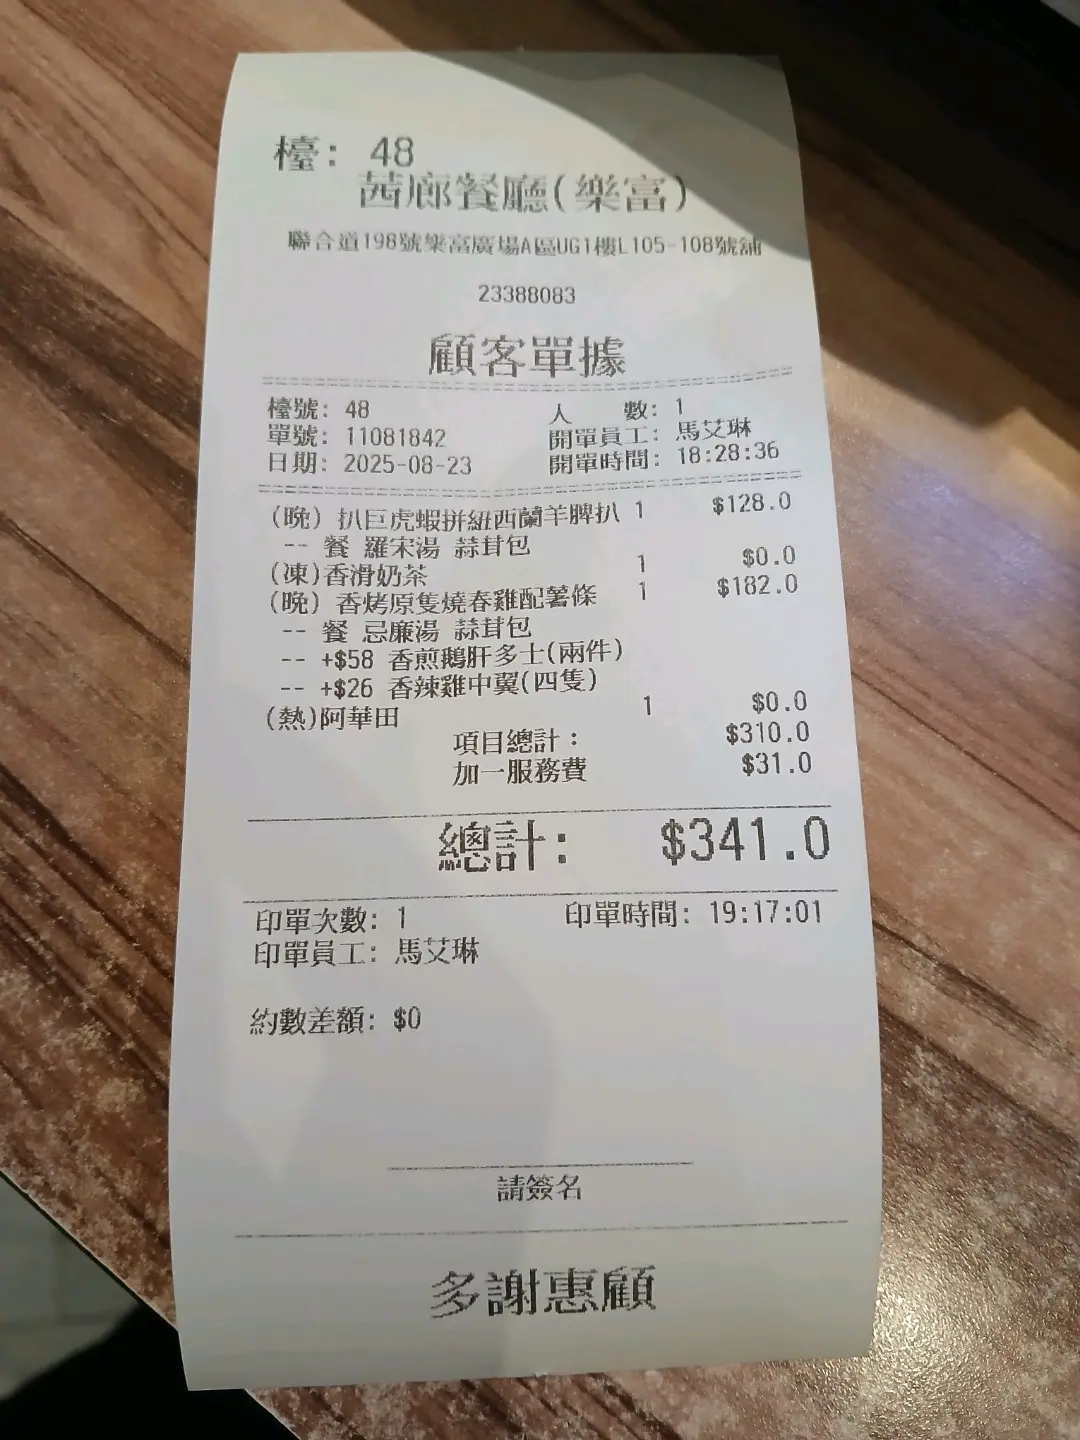 檯: 48
茜廊餐廳(樂富)
聯合道198號樂富廣場A區UG1樓L105-108號舖
23388083
顧客單據
檯號: 48 人 數: 1
單號: 11081842 開單員工: 馬艾琳
日期: 2025-08-23 開單時間: 18:28:36
(晚) 扒巨虎蝦拼紐西蘭羊脾扒 1 $128.0
-- 餐 羅宋湯 蒜茸包
(凍)香滑奶茶 1 $0.0
(晚) 香烤原隻燒春雞配薯條 1 $182.0
-- 餐 忌廉湯 蒜茸包
-- +$58 香煎鵝肝多士(兩件)
-- +$26 香辣雞中翼(四隻)
(熱)阿華田 1 $0.0
項目總計: $310.0
加一服務費 $31.0
總計: $341.0
印單次數: 1 印單時間: 19:17:01
印單員工: 馬艾琳
約數差額: $0
請簽名
多謝惠顧